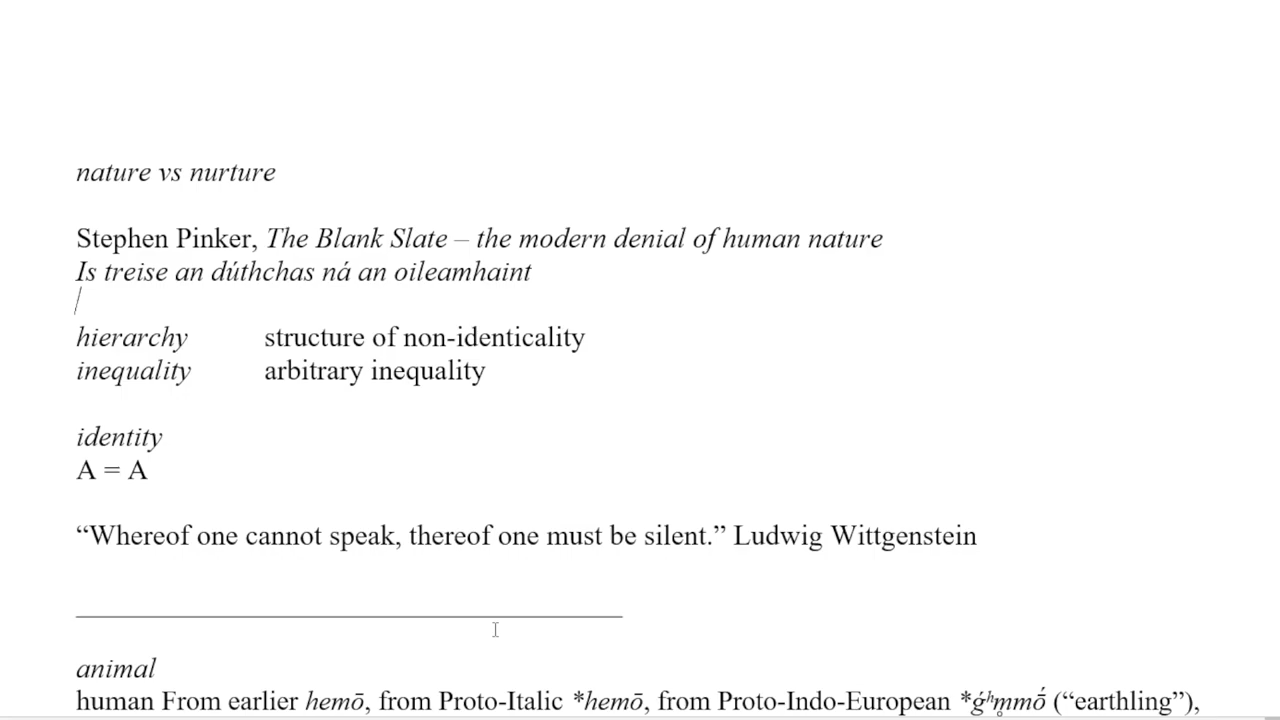 nature vs nurture
Stephen Pinker, The Blank Slate – the modern denial of human nature
Is treise an dúthchas ná an oileamhaint
hierarchy structure of non-identicality
inequality arbitrary inequality
identity
A = A
“Whereof one cannot speak, thereof one must be silent.” Ludwig Wittgenstein
animal
human From earlier hemō, from Proto-Italic *hemō, from Proto-Indo-European *ǵʰm̥mṓ (“earthling”),